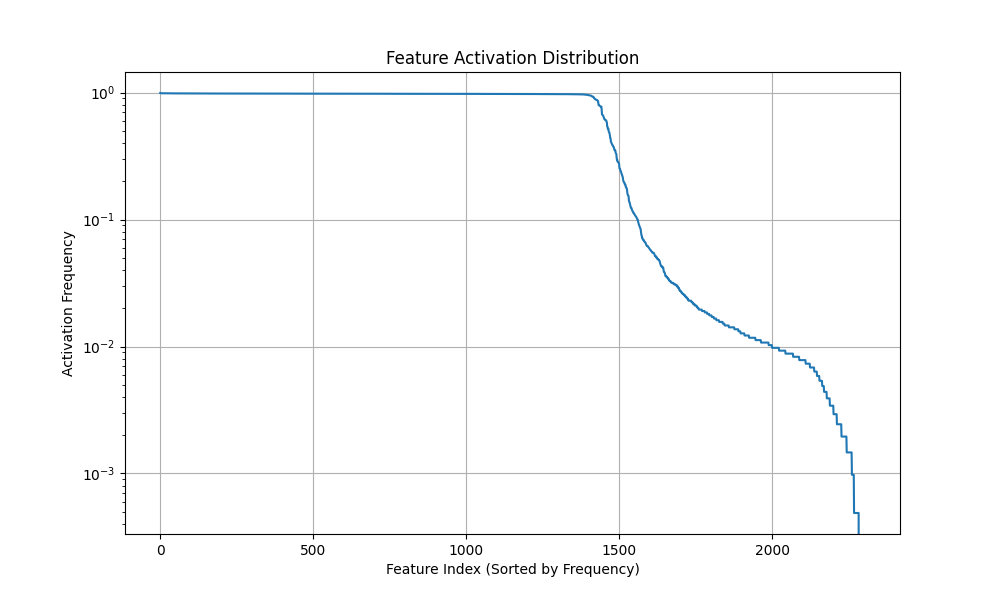 Feature Activation Distribution
10⁰
10⁻¹
10⁻²
10⁻³
Activation Frequency
0 500 1000 1500 2000
Feature Index (Sorted by Frequency)